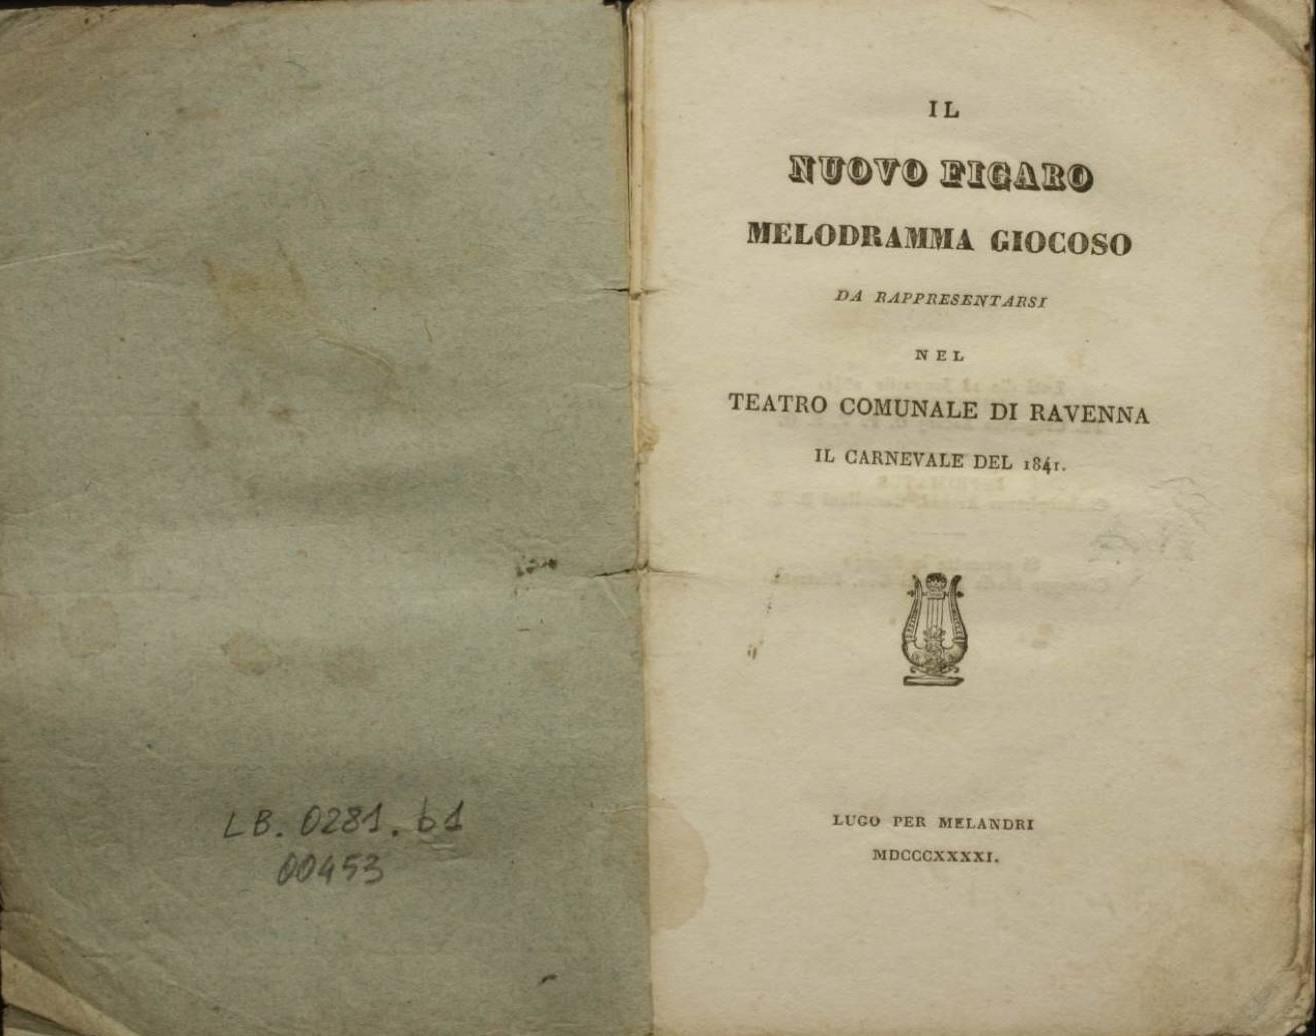 LB. 0281. b1
00453
IL
NUOVO FIGARO
MELODRAMMA GIOCOSO
DA RAPPRESENTARSI
NEL
TEATRO COMUNALE DI RAVENNA
IL CARNEVALE DEL 1841.
LUGO PER MELANDRI
MDCCCXXXXI.